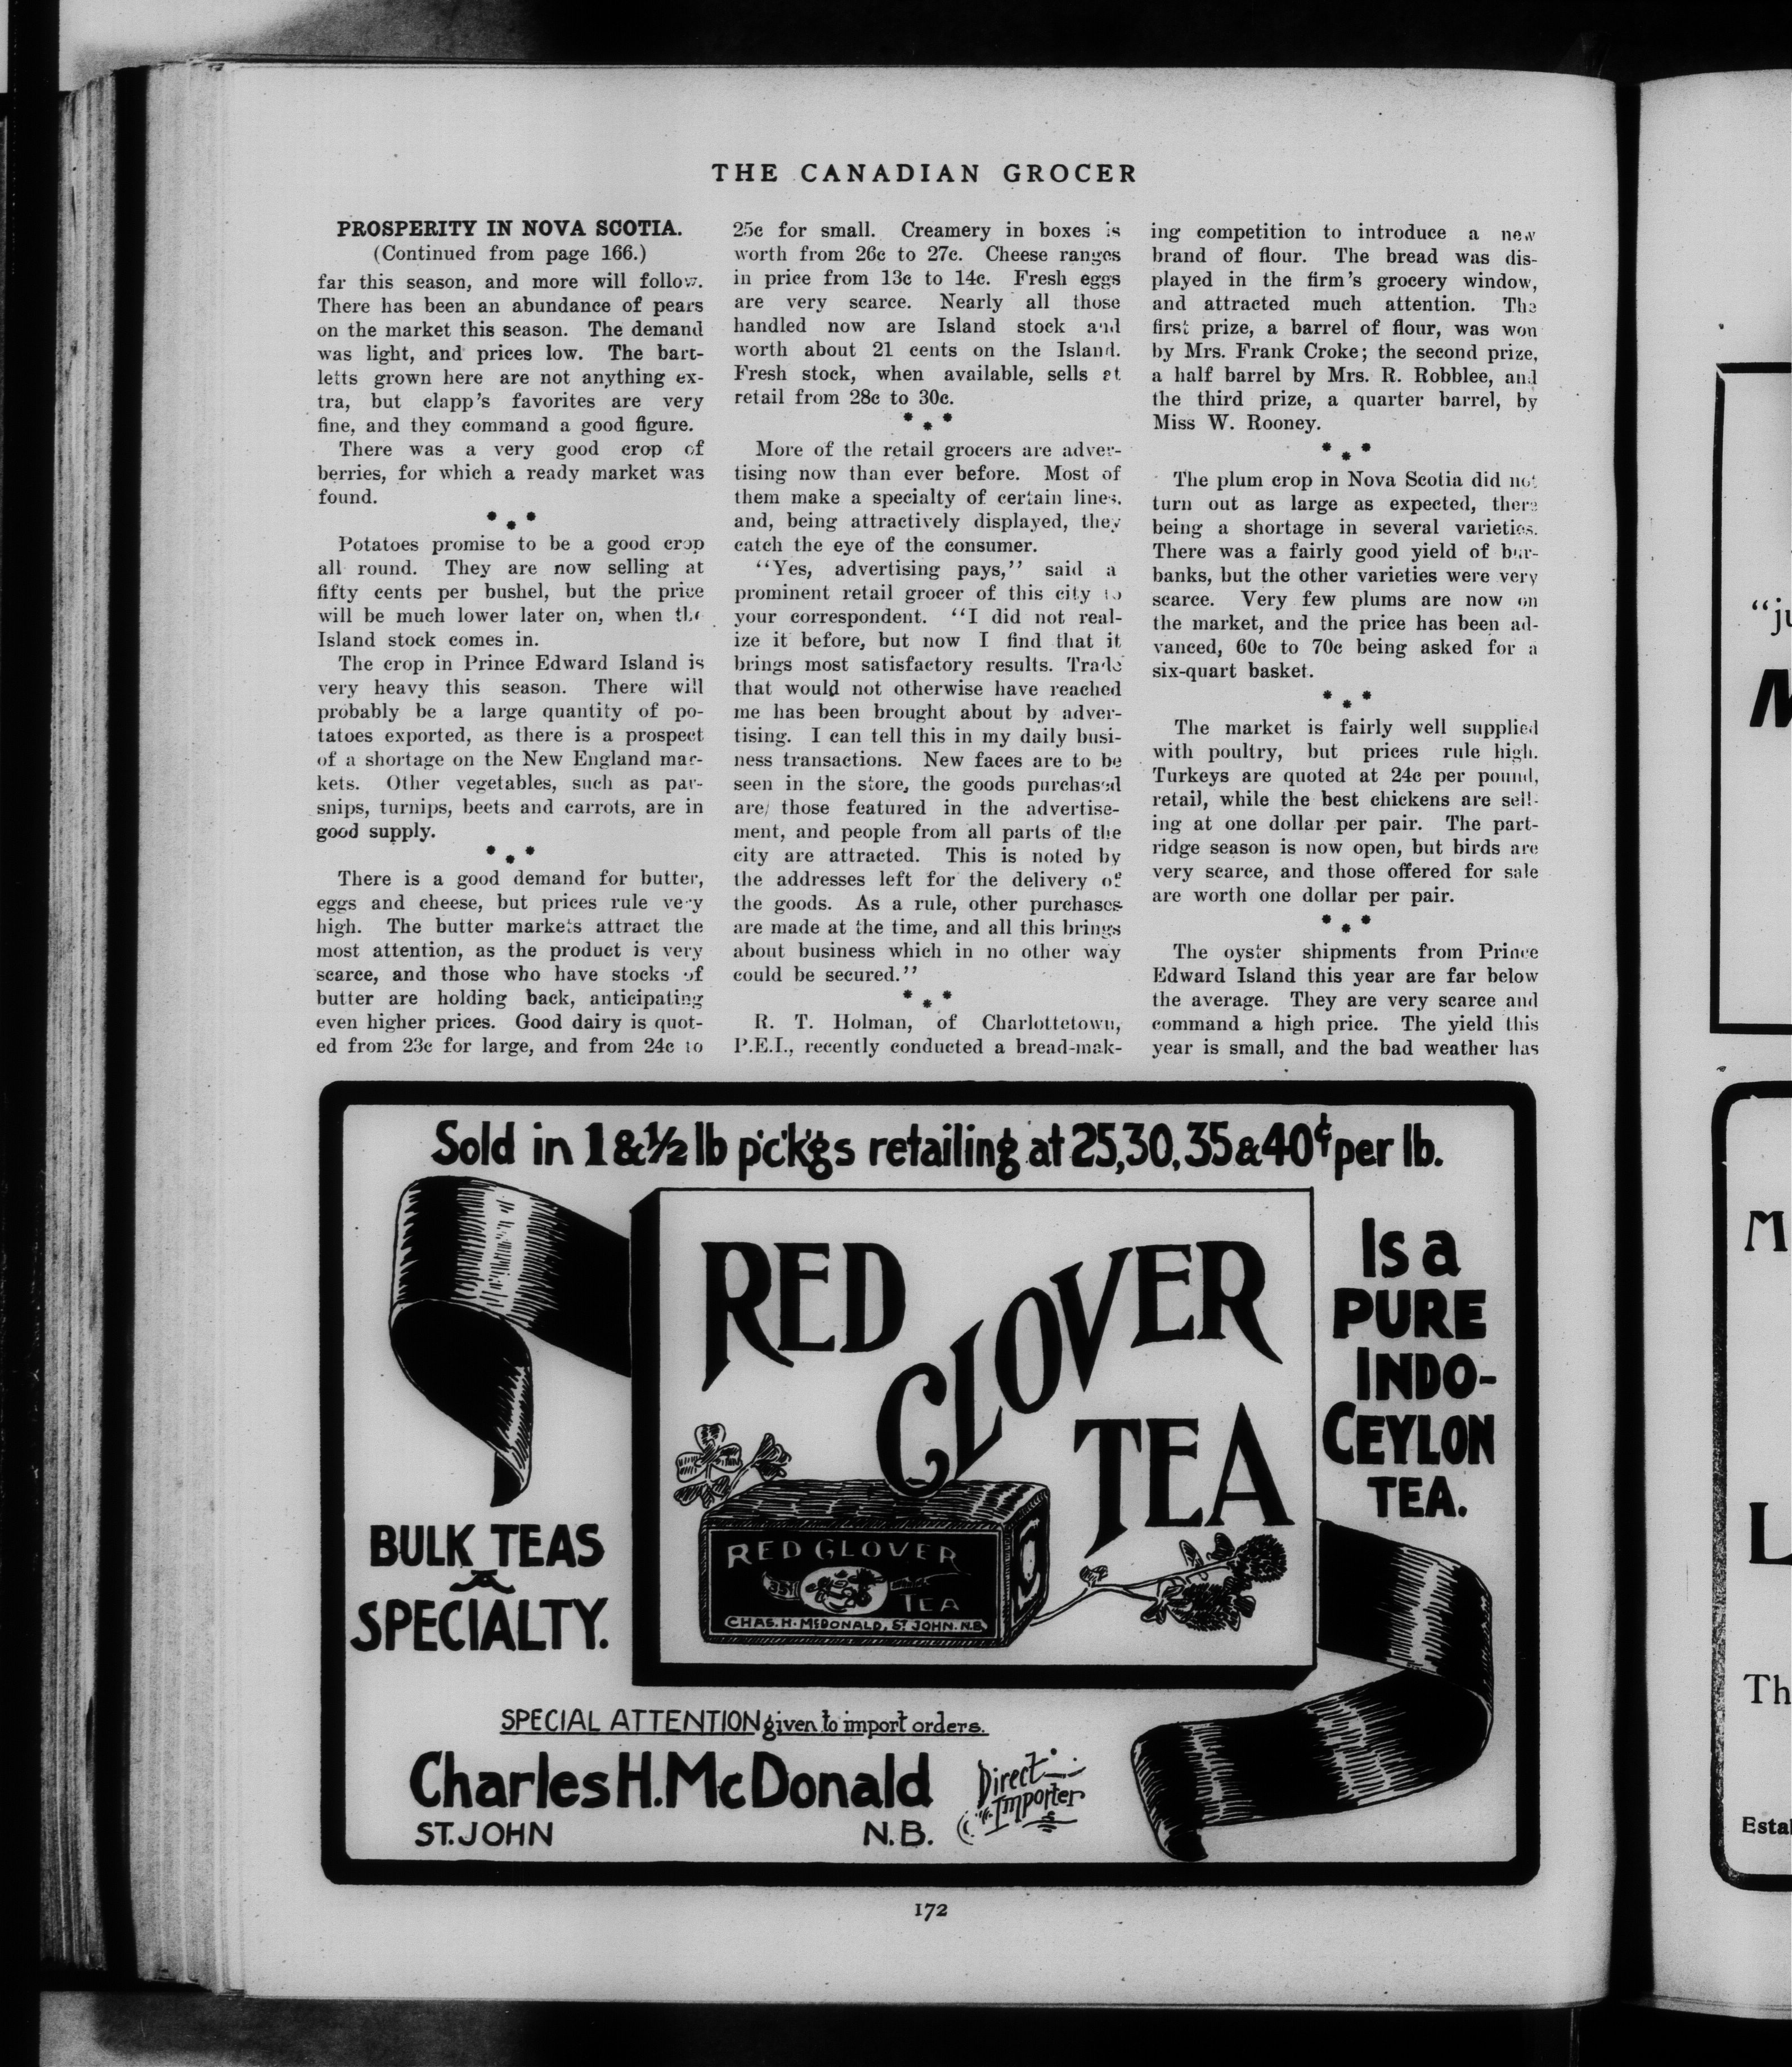 THE CANADIAN GROCER
PROSPERITY IN NOVA SCOTIA.
(Continued from page 166.)
far this season, and more will follow.
There has been an abundance of pears
on the market this season. The demand
was light, and prices low. The bart-
letts grown here are not anything ex-
tra, but clapp's favorites are very
fine, and they command a good figure.
There was a very good crop of
berries, for which a ready market was
found.
* * *
Potatoes promise to be a good crop
all round. They are now selling at
fifty cents per bushel, but the price
will be much lower later on, when the
Island stock comes in.
The crop in Prince Edward Island is
very heavy this season. There will
probably be a large quantity of po-
tatoes exported, as there is a prospect
of a shortage on the New England mar-
kets. Other vegetables, such as par-
snips, turnips, beets and carrots, are in
good supply.
* * *
There is a good demand for butter,
eggs and cheese, but prices rule very
high. The butter markets attract the
most attention, as the product is very
scarce, and those who have stocks of
butter are holding back, anticipating
even higher prices. Good dairy is quot-
ed from 23c for large, and from 24c to
25c for small. Creamery in boxes is
worth from 26c to 27c. Cheese ranges
in price from 13c to 14c. Fresh eggs
are very scarce. Nearly all those
handled now are Island stock and
worth about 21 cents on the Island.
Fresh stock, when available, sells at
retail from 28c to 30c.
* * *
More of the retail grocers are adver-
tising now than ever before. Most of
them make a specialty of certain lines,
and, being attractively displayed, they
catch the eye of the consumer.
"Yes, advertising pays," said a
prominent retail grocer of this city to
your correspondent. "I did not real-
ize it before, but now I find that it
brings most satisfactory results. Trade
that would not otherwise have reached
me has been brought about by adver-
tising. I can tell this in my daily busi-
ness transactions. New faces are to be
seen in the store, the goods purchased
are those featured in the advertise-
ment, and people from all parts of the
city are attracted. This is noted by
the addresses left for the delivery of
the goods. As a rule, other purchases
are made at the time, and all this brings
about business which in no other way
could be secured."
* * *
R. T. Holman, of Charlottetown,
P.E.I., recently conducted a bread-mak-
ing competition to introduce a new
brand of flour. The bread was dis-
played in the firm's grocery window,
and attracted much attention. The
first prize, a barrel of flour, was won
by Mrs. Frank Croke; the second prize,
a half barrel by Mrs. R. Robblee, and
the third prize, a quarter barrel, by
Miss W. Rooney.
* * *
The plum crop in Nova Scotia did not
turn out as large as expected, there
being a shortage in several varieties.
There was a fairly good yield of bur-
banks, but the other varieties were very
scarce. Very few plums are now on
the market, and the price has been ad-
vanced, 60c to 70c being asked for a
six-quart basket.
* * *
The market is fairly well supplied
with poultry, but prices rule high.
Turkeys are quoted at 24c per pound,
retail, while the best chickens are sell-
ing at one dollar per pair. The part-
ridge season is now open, but birds are
very scarce, and those offered for sale
are worth one dollar per pair.
* * *
The oyster shipments from Prince
Edward Island this year are far below
the average. They are very scarce and
command a high price. The yield this
year is small, and the bad weather has
Sold in 1 & ½ lb p'c'k'gs retailing at 25, 30, 35 & 40¢ per lb.
RED
CLOVER
TEA
Is a
PURE
INDO-
CEYLON
TEA.
RED CLOVER
TEA
CHAS. H. McDONALD, ST. JOHN. N.B.
BULK TEAS
A
SPECIALTY.
SPECIAL ATTENTION given to import orders.
Charles H. McDonald
ST. JOHN N.B.
Direct
Importer
172
"ju
M
L
Th